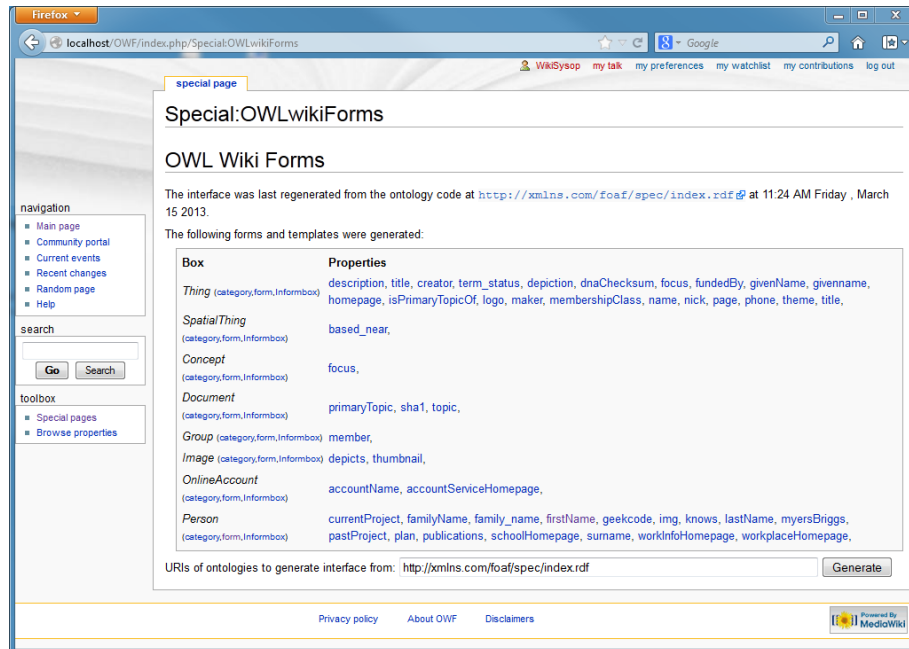 Firefox
localhost/OWF/index.php/Special:OWLwikiForms
Google
WikiSysop my talk my preferences my watchlist my contributions log out
special page
Special:OWLwikiForms
OWL Wiki Forms
The interface was last regenerated from the ontology code at http://xmlns.com/foaf/spec/index.rdf at 11:24 AM Friday , March
15 2013.
The following forms and templates were generated:
navigation
Main page
Community portal
Current events
Recent changes
Random page
Help
search
Go Search
toolbox
Special pages
Browse properties
Box Properties
Thing (category,form,Informbox) description, title, creator, term_status, depiction, dnaChecksum, focus, fundedBy, givenName, givenname,
homepage, isPrimaryTopicOf, logo, maker, membershipClass, name, nick, page, phone, theme, title,
SpatialThing
(category,form,Informbox) based_near,
Concept
(category,form,Informbox) focus,
Document
(category,form,Informbox) primaryTopic, sha1, topic,
Group (category,form,Informbox) member,
Image (category,form,Informbox) depicts, thumbnail,
OnlineAccount
(category,form,Informbox) accountName, accountServiceHomepage,
Person currentProject, familyName, family_name, firstName, geekcode, img, knows, lastName, myersBriggs,
(category,form,Informbox) pastProject, plan, publications, schoolHomepage, surname, workInfoHomepage, workplaceHomepage,
URIs of ontologies to generate interface from: http://xmlns.com/foaf/spec/index.rdf Generate
Privacy policy About OWF Disclaimers
Powered By
MediaWiki